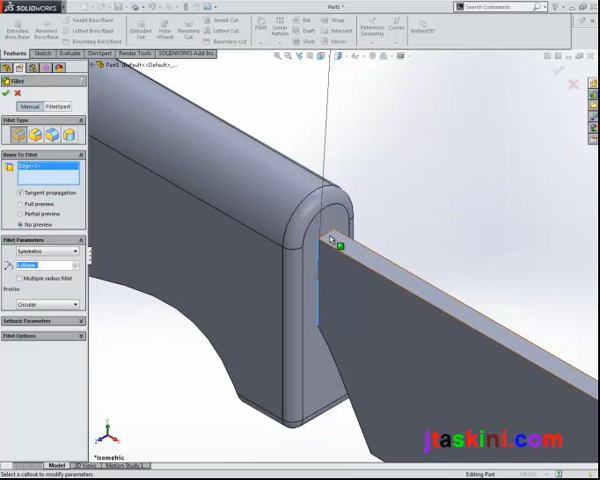 SOLIDWORKS
Part1 *
Search Commands
Extruded Boss/Base
Revolved Boss/Base
Swept Boss/Base
Lofted Boss/Base
Boundary Boss/Base
Extruded Cut
Hole Wizard
Revolved Cut
Swept Cut
Lofted Cut
Boundary Cut
Fillet
Linear Pattern
Rib
Draft
Shell
Wrap
Intersect
Mirror
Reference Geometry
Curves
Instant3D
Features
Sketch
Evaluate
DimXpert
Render Tools
SOLIDWORKS Add-Ins
Part1 (Default<<Default>_...
Fillet
Manual
FilletXpert
Fillet Type
Items To Fillet
Edge<1>
Tangent propagation
Full preview
Partial preview
No preview
Fillet Parameters
Symmetric
Multiple radius fillet
Profile:
Circular
Setback Parameters
Fillet Options
jtaskini.com
*Isometric
Model
3D Views
Motion Study 1
Select a callout to modify parameters.
Editing Part